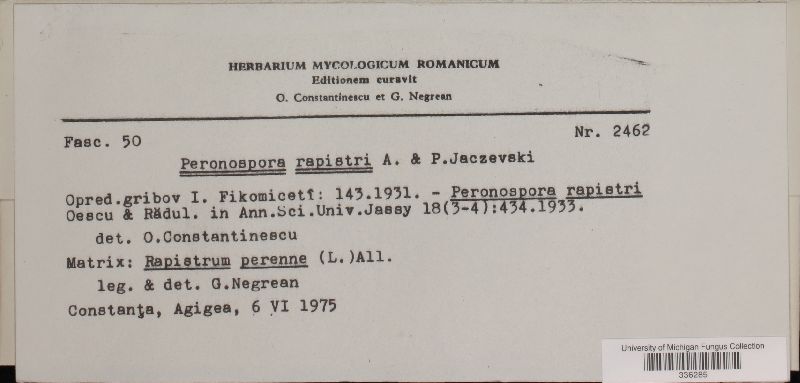 HERBARIUM MYCOLOGICUM ROMANICUM
Editionem curavit
O. Constantinescu et G. Negrean
Fasc. 50
Nr. 2462
Peronospora rapistri A. & P.Jaczevski
Opred.gribov I. Fikomicetî: 143.1931. - Peronospora rapistri
Oescu & Rădul. in Ann.Sci.Univ.Jassy 18(3-4):434.1933.
det. O.Constantinescu
Matrix: Rapistrum perenne (L.)All.
leg. & det. G.Negrean
Constanţa, Agigea, 6 VI 1975
University of Michigan Fungus Collection
336285